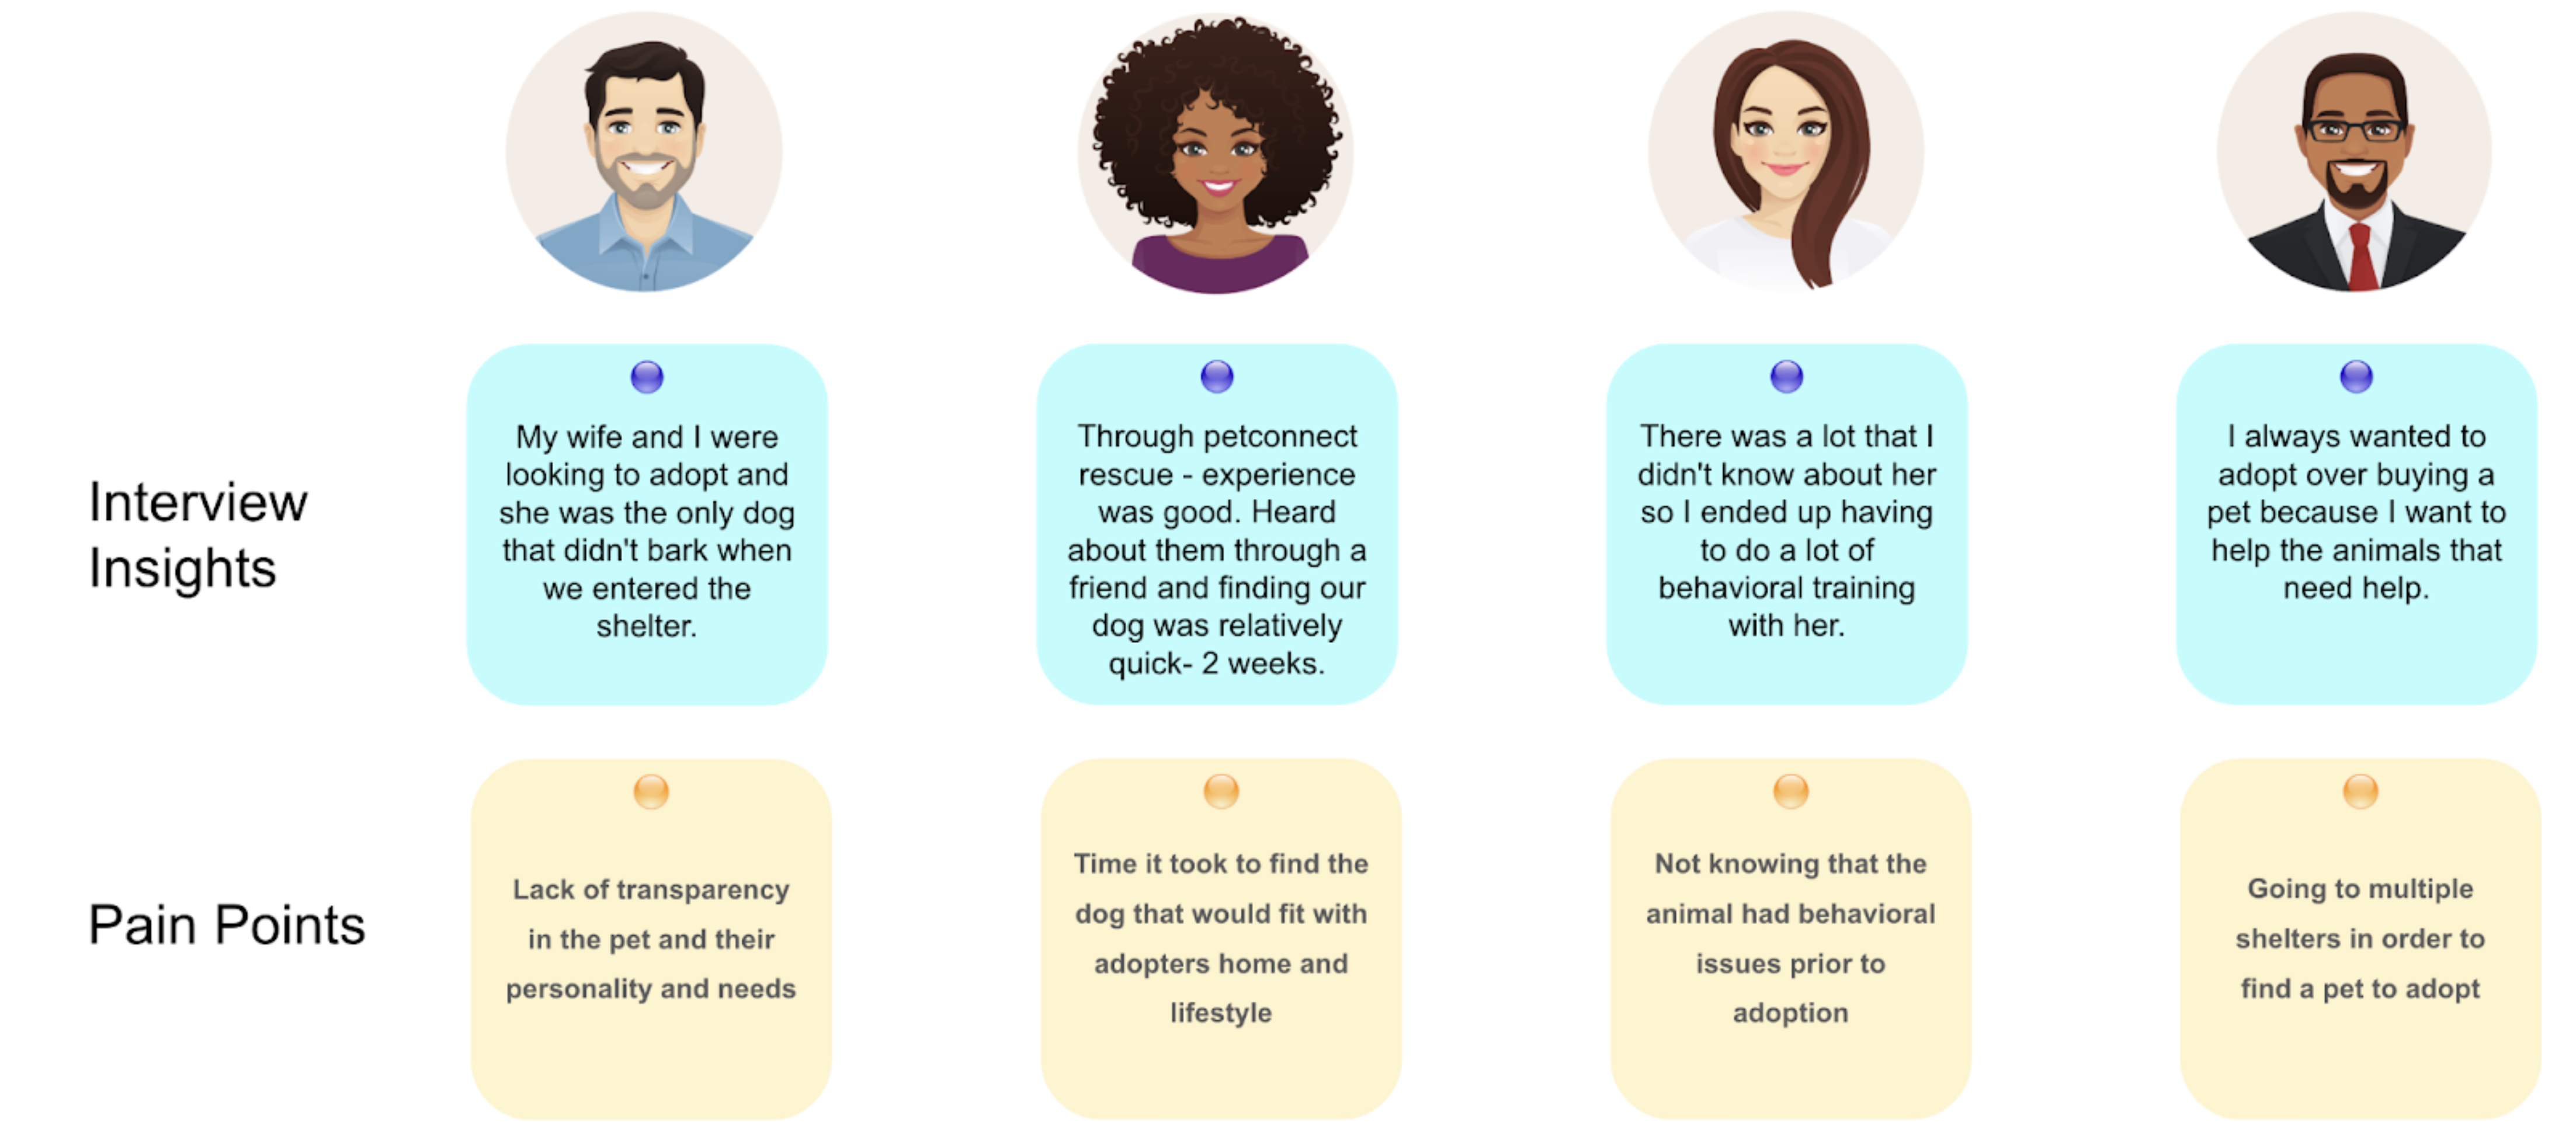 Interview
Insights
My wife and I were
looking to adopt and
she was the only dog
that didn't bark when
we entered the
shelter.
Through petconnect
rescue - experience
was good. Heard
about them through a
friend and finding our
dog was relatively
quick- 2 weeks.
There was a lot that I
didn't know about her
so I ended up having
to do a lot of
behavioral training
with her.
I always wanted to
adopt over buying a
pet because I want to
help the animals that
need help.
Pain Points
Lack of transparency
in the pet and their
personality and needs
Time it took to find the
dog that would fit with
adopters home and
lifestyle
Not knowing that the
animal had behavioral
issues prior to
adoption
Going to multiple
shelters in order to
find a pet to adopt